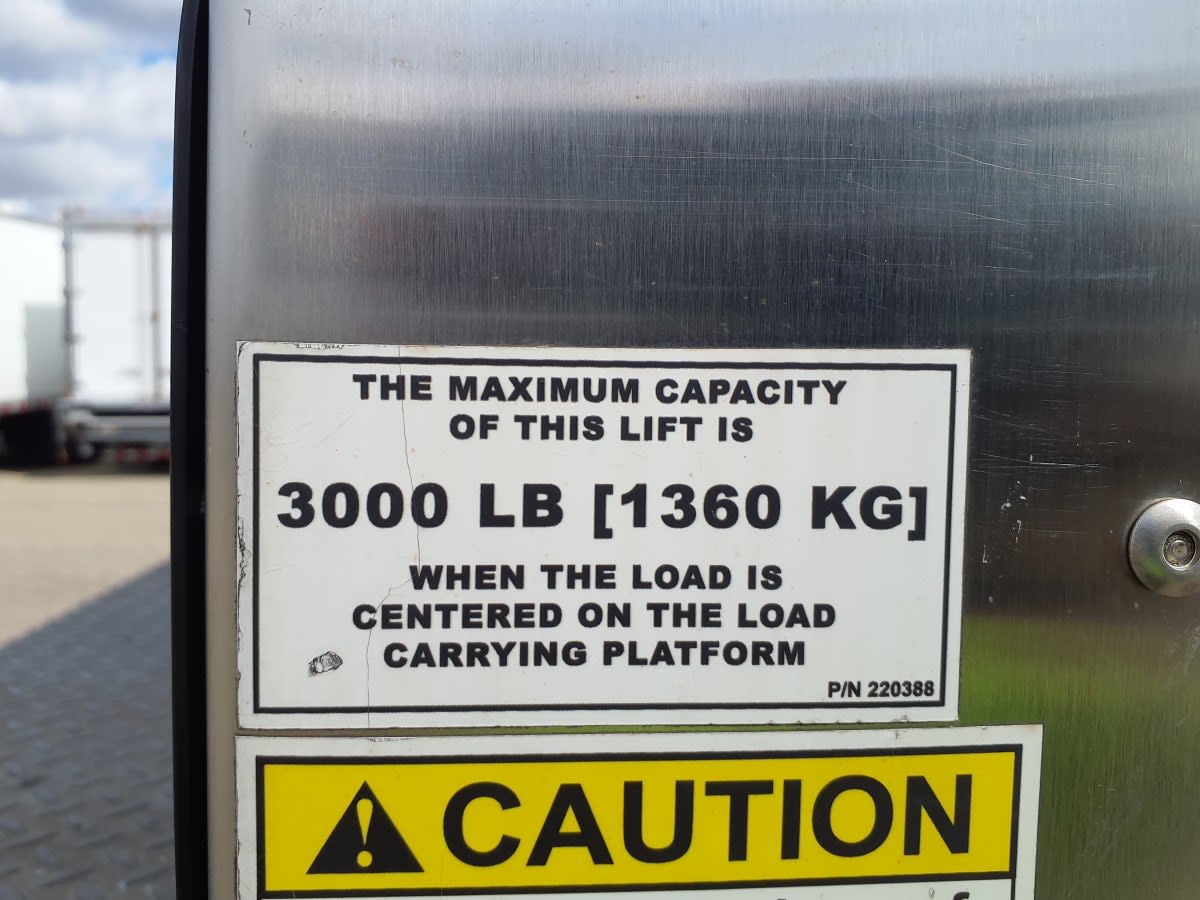 THE MAXIMUM CAPACITY
OF THIS LIFT IS
3000 LB [1360 KG]
WHEN THE LOAD IS
CENTERED ON THE LOAD
CARRYING PLATFORM
P/N 220388
CAUTION